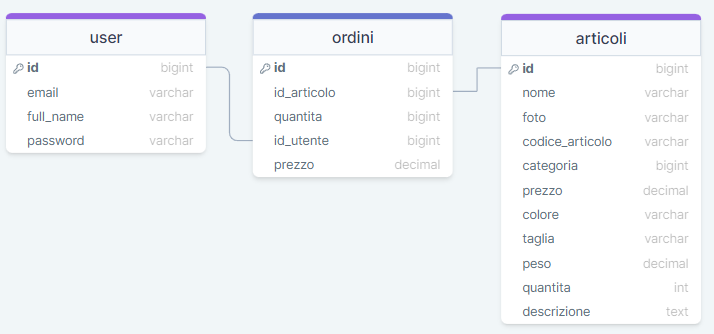 user
id bigint
email varchar
full_name varchar
password varchar
ordini
id bigint
id_articolo bigint
quantita bigint
id_utente bigint
prezzo decimal
articoli
id bigint
nome varchar
foto varchar
codice_articolo varchar
categoria bigint
prezzo decimal
colore varchar
taglia varchar
peso decimal
quantita int
descrizione text